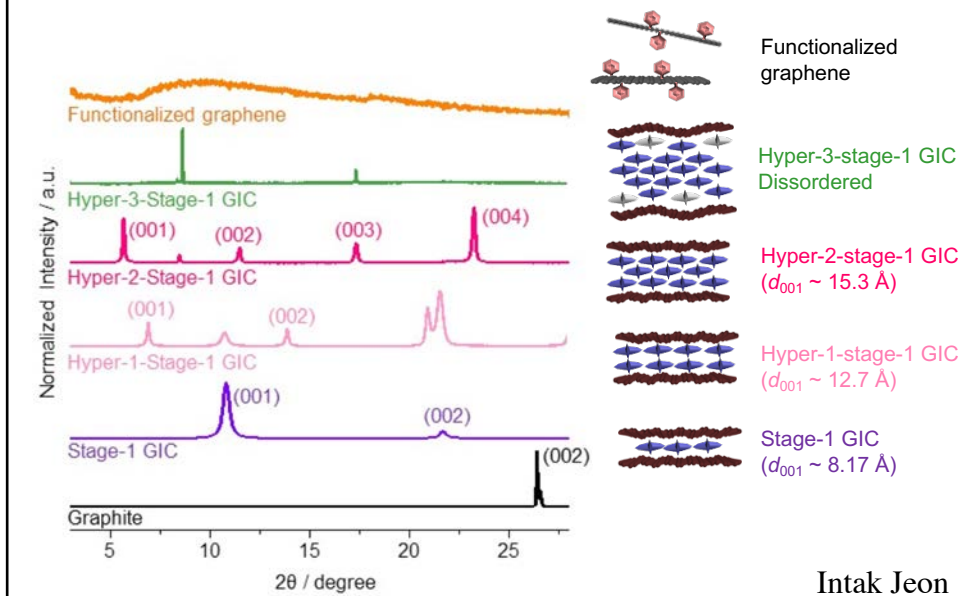 Normalized Intensity / a.u.
Functionalized graphene
Hyper-3-Stage-1 GIC
(001)
(002)
(003)
(004)
Hyper-2-Stage-1 GIC
(001)
(002)
Hyper-1-Stage-1 GIC
(001)
(002)
Stage-1 GIC
(002)
Graphite
5 10 15 20 25
2θ / degree
Functionalized
graphene
Hyper-3-stage-1 GIC
Dissordered
Hyper-2-stage-1 GIC
(d001 ~ 15.3 Å)
Hyper-1-stage-1 GIC
(d001 ~ 12.7 Å)
Stage-1 GIC
(d001 ~ 8.17 Å)
Intak Jeon